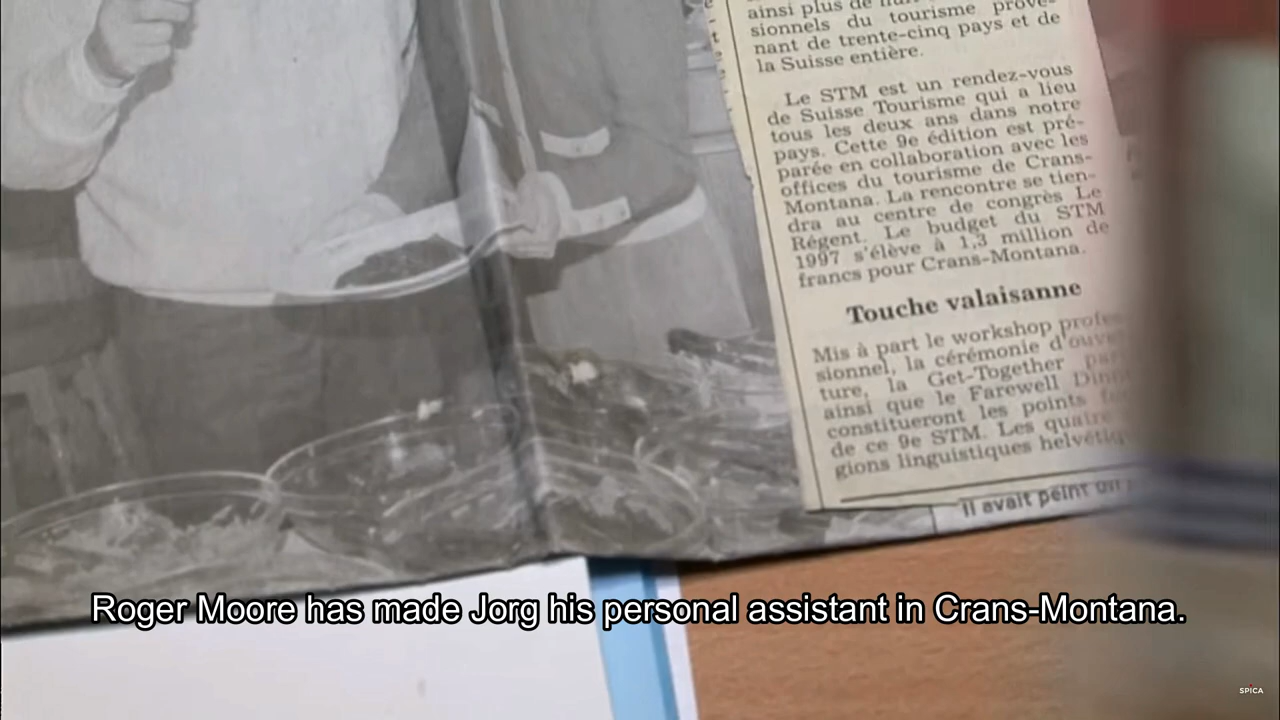 ainsi plus de huit
sionnels du tourisme prove-
nant de trente-cinq pays et de
la Suisse entière.
Le STM est un rendez-vous
de Suisse Tourisme qui a lieu
tous les deux ans dans notre
pays. Cette 9e édition est pré-
parée en collaboration avec les
offices du tourisme de Crans-
Montana. La rencontre se tien-
dra au centre de congrès Le
Régent. Le budget du STM
1997 s'élève à 1,3 million de
francs pour Crans-Montana.
Touche valaisanne
Mis à part le workshop profes
sionnel, la cérémonie d'ouver
ture, la Get-Together
ainsi que le Farewell Dinn
constitueront les points
de ce 9e STM. Les quatre
gions linguistiques helvétiq
il avait peint un
Roger Moore has made Jorg his personal assistant in Crans-Montana.
SPICA